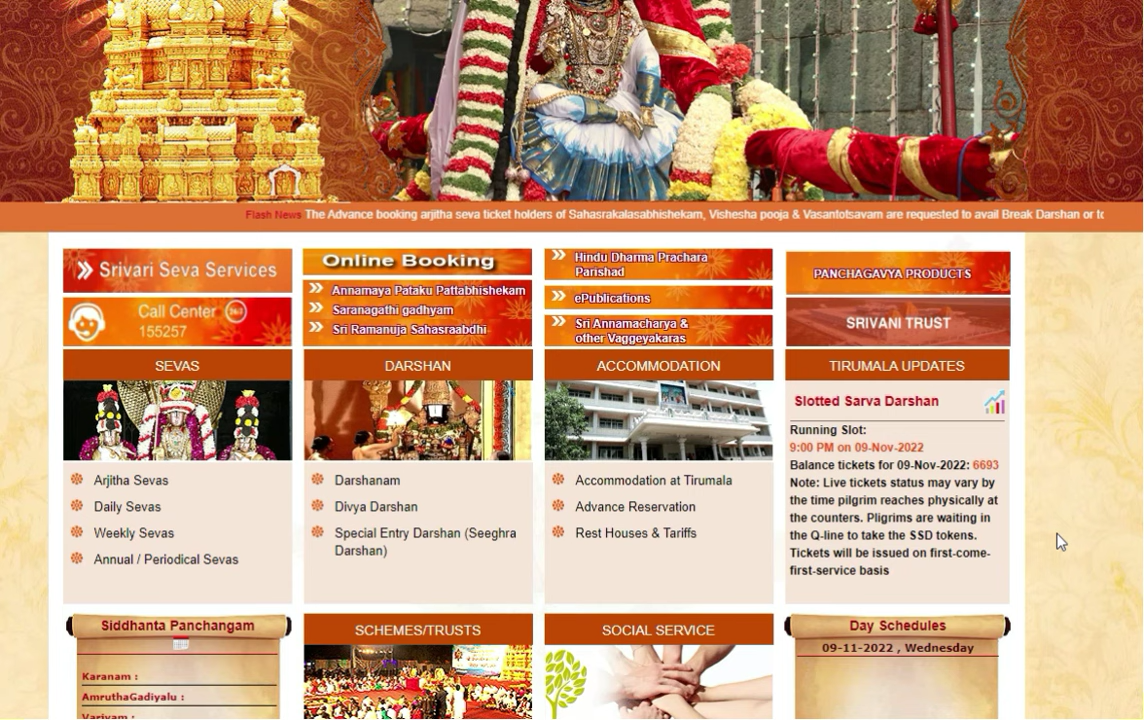 Flash News The Advance booking arjitha seva ticket holders of Sahasrakalasabhishekam, Vishesha pooja & Vasantotsavam are requested to avail Break Darshan or to
Srivari Seva Services
Call Center 24x7
155257
Online Booking
Annamaya Pataku Pattabhishekam
Saranagathi gadhyam
Sri Ramanuja Sahasraabdhi
Hindu Dharma Prachara
Parishad
ePublications
Sri Annamacharya &
other Vaggeyakaras
PANCHAGAVYA PRODUCTS
SRIVANI TRUST
SEVAS
Arjitha Sevas
Daily Sevas
Weekly Sevas
Annual / Periodical Sevas
DARSHAN
Darshanam
Divya Darshan
Special Entry Darshan (Seeghra
Darshan)
ACCOMMODATION
Accommodation at Tirumala
Advance Reservation
Rest Houses & Tariffs
TIRUMALA UPDATES
Slotted Sarva Darshan
Running Slot:
9:00 PM on 09-Nov-2022
Balance tickets for 09-Nov-2022: 6693
Note: Live tickets status may vary by
the time pilgrim reaches physically at
the counters. Pligrims are waiting in
the Q-line to take the SSD tokens.
Tickets will be issued on first-come-
first-service basis
Siddhanta Panchangam
Karanam :
AmruthaGadiyalu :
Varjyam :
SCHEMES/TRUSTS
SOCIAL SERVICE
Day Schedules
09-11-2022 , Wednesday